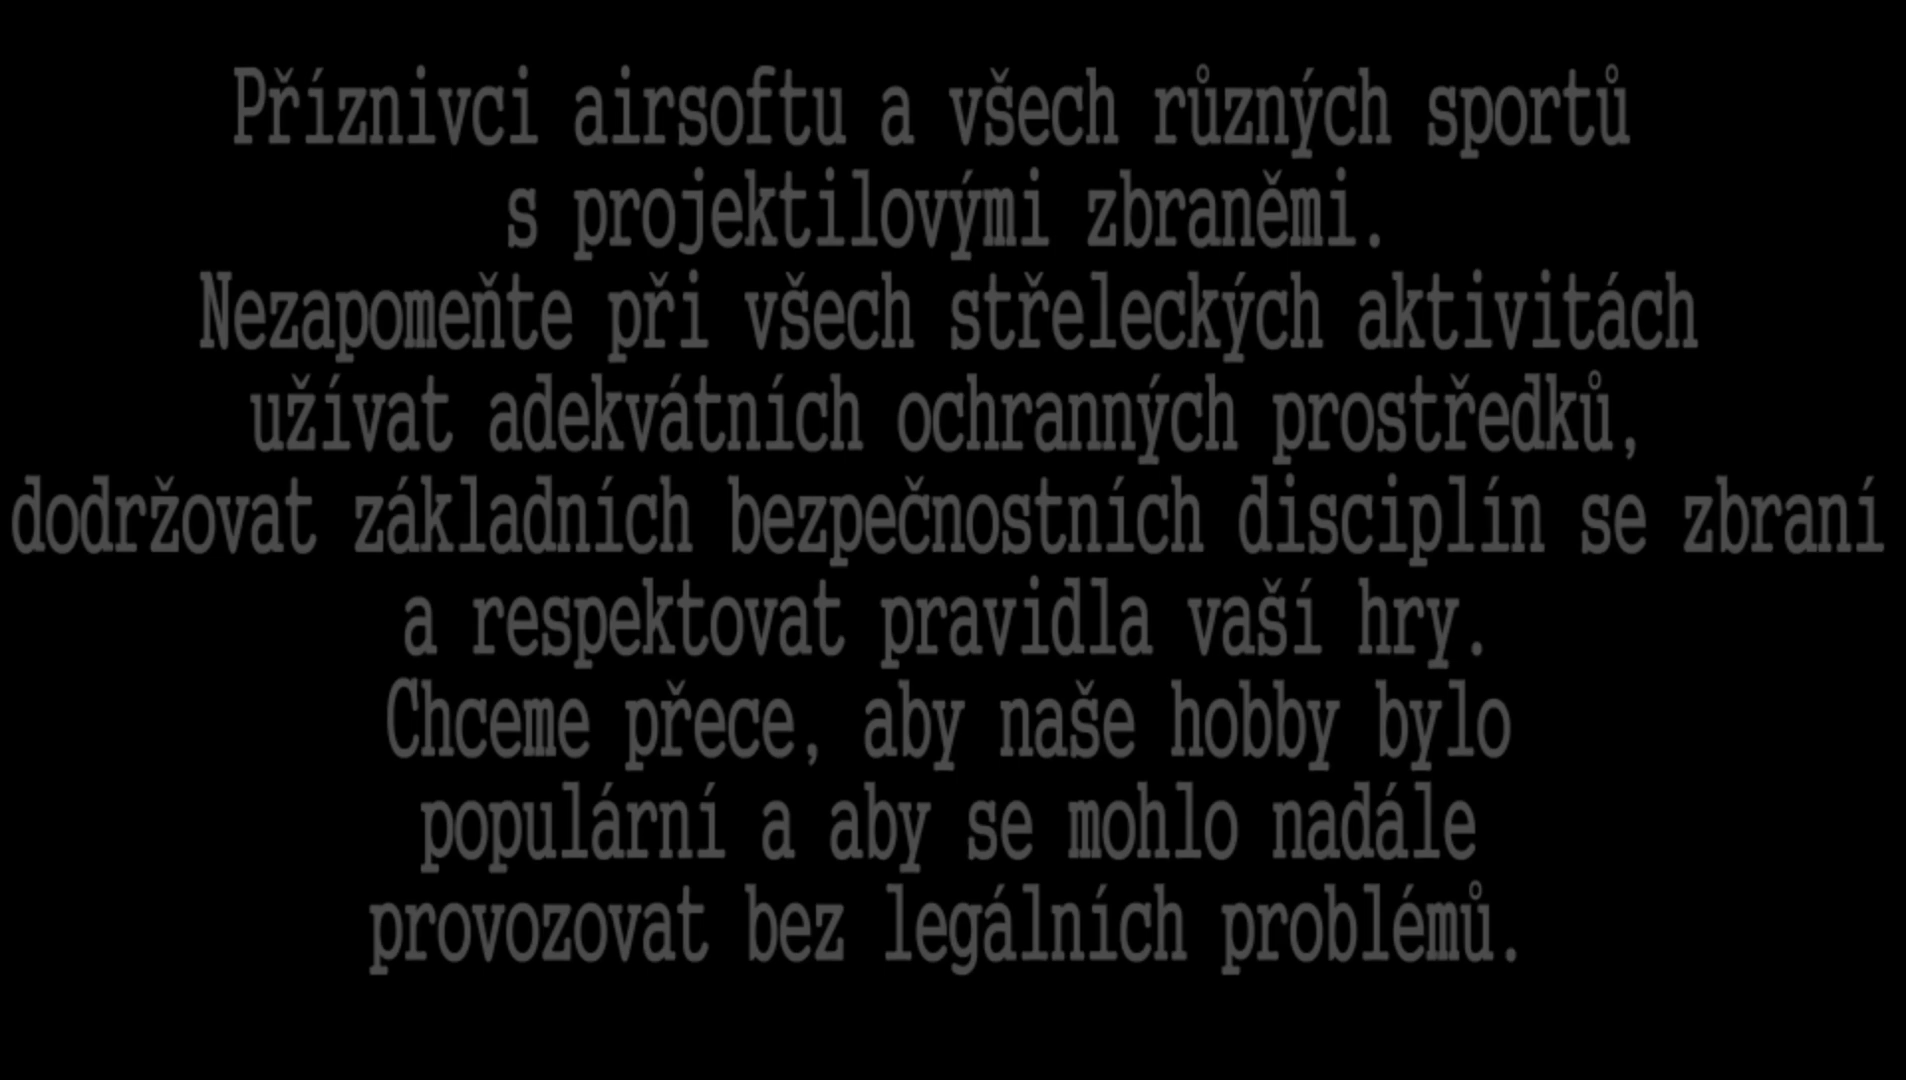 Příznivci airsoftu a všech různých sportů
s projektilovými zbraněmi.
Nezapomeňte při všech střeleckých aktivitách
užívat adekvátních ochranných prostředků,
dodržovat základních bezpečnostních disciplín se zbraní
a respektovat pravidla vaší hry.
Chceme přece, aby naše hobby bylo
populární a aby se mohlo nadále
provozovat bez legálních problémů.